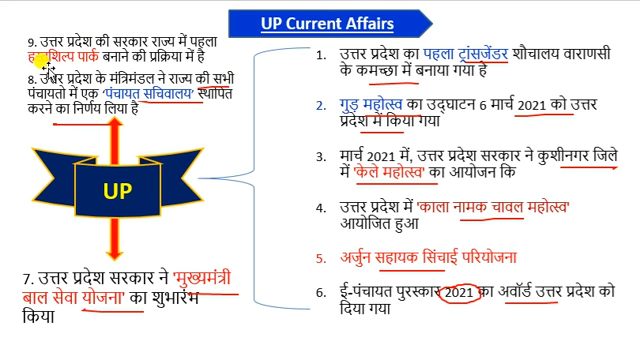 UP Current Affairs
9. उत्तर प्रदेश की सरकार राज्य में पहला
पार्क बनाने की प्रक्रिया में है
8. उत्तर प्रदेश के मंत्रिमंडल ने राज्य की सभी
पंचायतो में एक 'पंचायत सचिवालय' स्थापित
करने का निर्णय लिया है
UP
7. उत्तर प्रदेश सरकार ने 'मुख्यमंत्री
बाल सेवा योजना' का शुभारंभ
किया
1. उत्तर प्रदेश का पहला ट्रांसजेंडर शौचालय वाराणसी
के कमच्छा में बनाया गया है
2. गुड़ महोत्स्व का उद्घाटन 6 मार्च 2021 को उत्तर
प्रदेश में किया गया
3. मार्च 2021 में, उत्तर प्रदेश सरकार ने कुशीनगर जिले
में 'केले महोत्स्व' का आयोजन कि
4. उत्तर प्रदेश में 'काला नामक चावल महोत्स्व'
आयोजित हुआ
5. अर्जुन सहायक सिंचाई परियोजना
6. ई-पंचायत पुरस्कार 2021 का अवॉर्ड उत्तर प्रदेश को
दिया गया